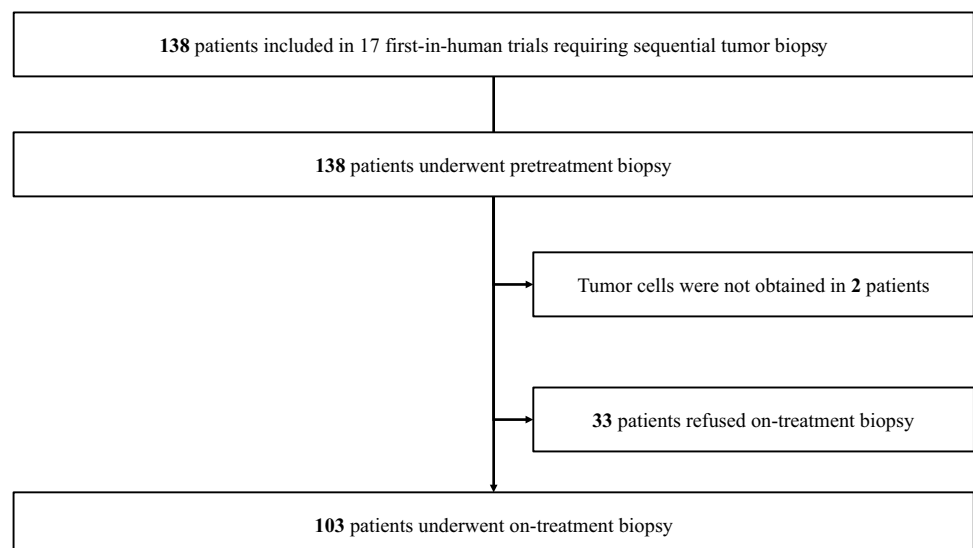 138 patients included in 17 first-in-human trials requiring sequential tumor biopsy
138 patients underwent pretreatment biopsy
Tumor cells were not obtained in 2 patients
33 patients refused on-treatment biopsy
103 patients underwent on-treatment biopsy